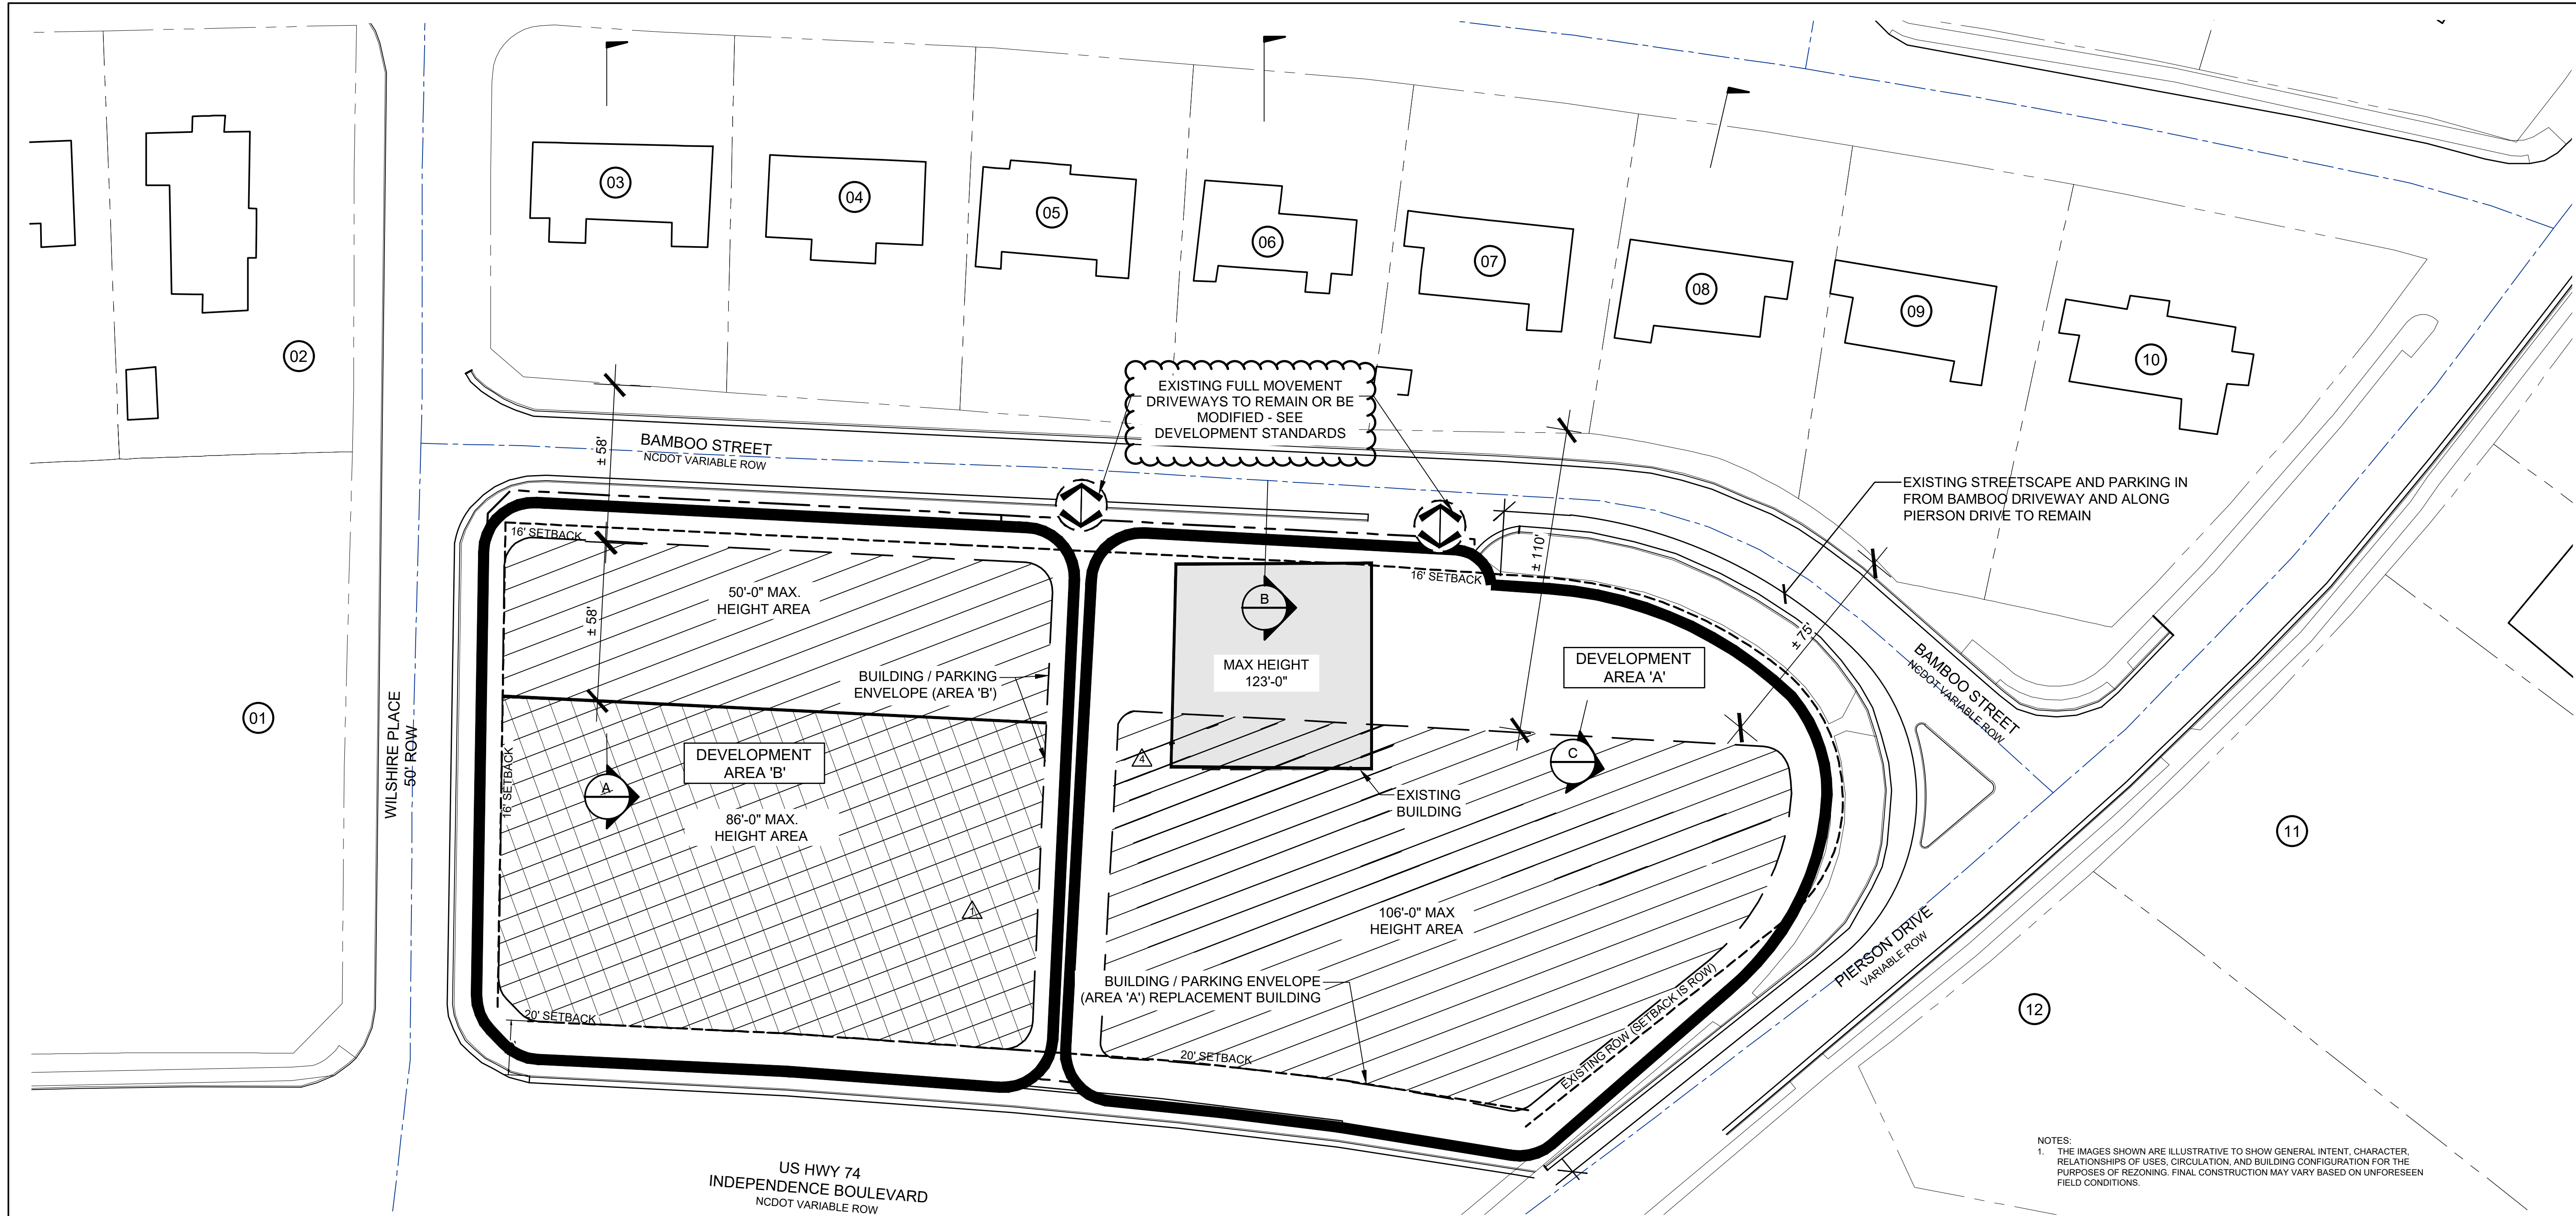 03
04
05
06
07
08
09
10
02
01
11
12
EXISTING FULL MOVEMENT
DRIVEWAYS TO REMAIN OR BE
MODIFIED - SEE
DEVELOPMENT STANDARDS
BAMBOO STREET
NCDOT VARIABLE ROW
± 58'
EXISTING STREETSCAPE AND PARKING IN
FROM BAMBOO DRIVEWAY AND ALONG
PIERSON DRIVE TO REMAIN
16' SETBACK
50'-0" MAX.
HEIGHT AREA
± 58'
BUILDING / PARKING
ENVELOPE (AREA 'B')
DEVELOPMENT
AREA 'B'
A
86'-0" MAX.
HEIGHT AREA
1
16' SETBACK
20' SETBACK
WILSHIRE PLACE
50' ROW
B
MAX HEIGHT
123'-0"
16' SETBACK
± 110'
± 75'
DEVELOPMENT
AREA 'A'
C
4
EXISTING
BUILDING
106'-0" MAX
HEIGHT AREA
BUILDING / PARKING ENVELOPE
(AREA 'A') REPLACEMENT BUILDING
20' SETBACK
EXISTING ROW (SETBACK IS ROW)
BAMBOO STREET
NCDOT VARIABLE ROW
PIERSON DRIVE
VARIABLE ROW
US HWY 74
INDEPENDENCE BOULEVARD
NCDOT VARIABLE ROW
NOTES:
1. THE IMAGES SHOWN ARE ILLUSTRATIVE TO SHOW GENERAL INTENT, CHARACTER,
RELATIONSHIPS OF USES, CIRCULATION, AND BUILDING CONFIGURATION FOR THE
PURPOSES OF REZONING. FINAL CONSTRUCTION MAY VARY BASED ON UNFORESEEN
FIELD CONDITIONS.